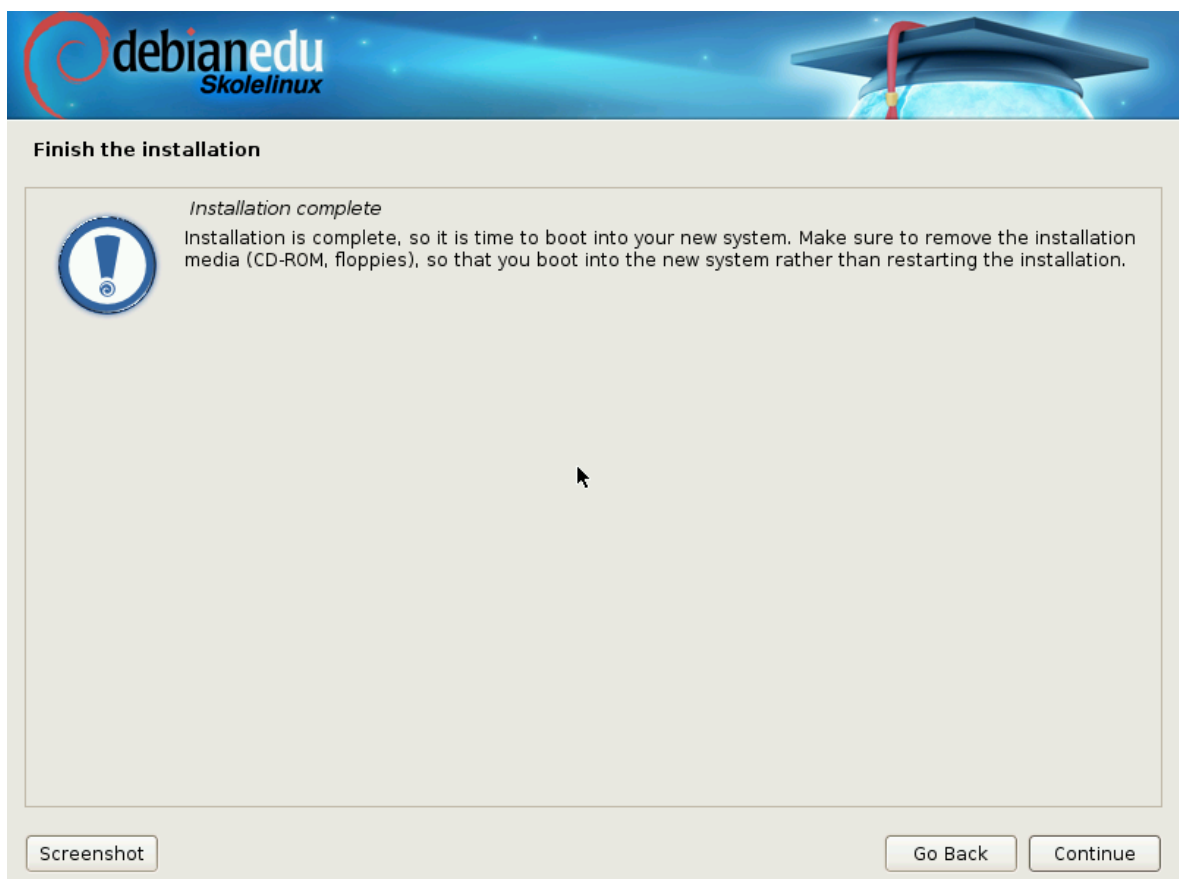 debianedu
Skolelinux
Finish the installation
Installation complete
Installation is complete, so it is time to boot into your new system. Make sure to remove the installation
media (CD-ROM, floppies), so that you boot into the new system rather than restarting the installation.
Screenshot
Go Back
Continue